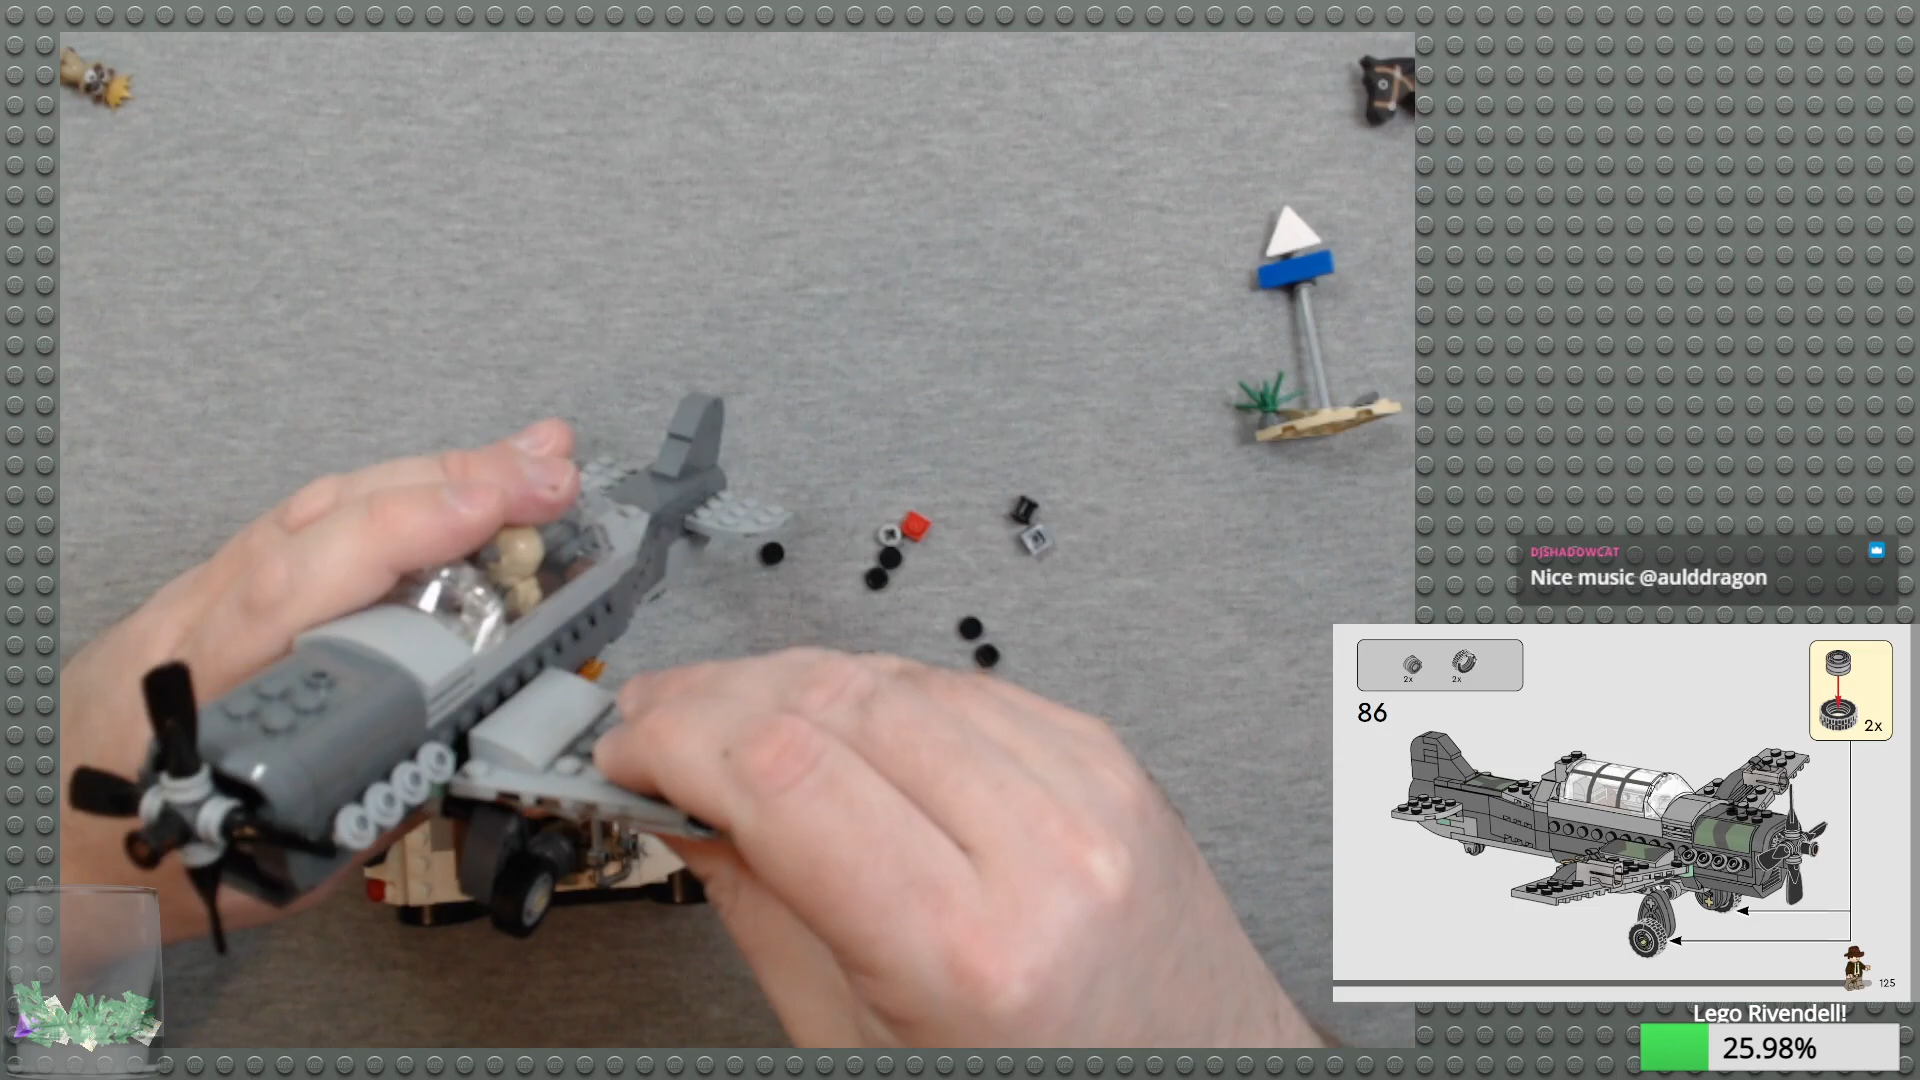 DJSHADOWCAT
Nice music @aulddragon
2x
2x
86
2x
125
Lego Rivendell!
25.98%